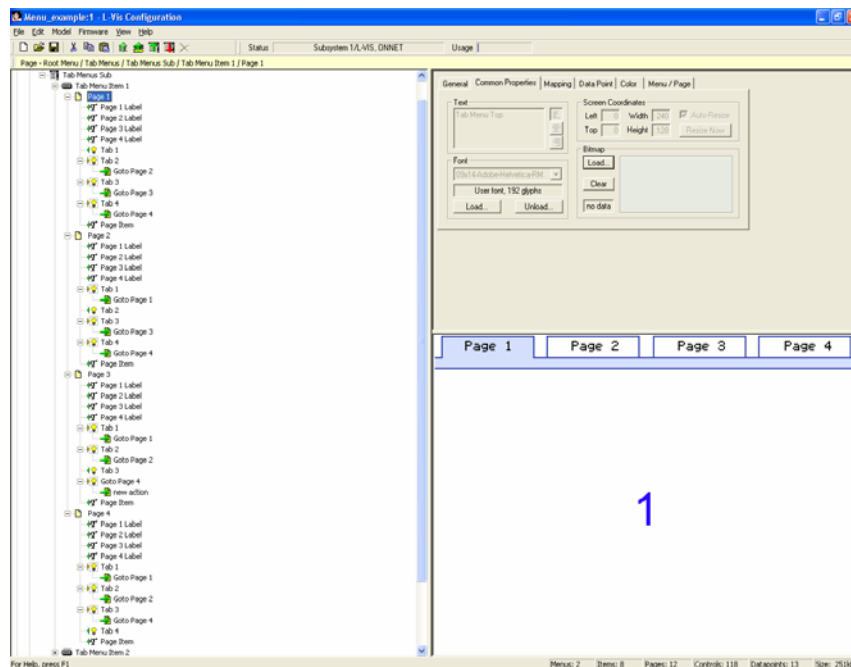 Menu_example:1 - L-Vis Configuration
File Edit Model Firmware View Help
Status Subsystem 1/L-VIS, ONNET Usage
Page - Root Menu / Tab Menus / Tab Menus Sub / Tab Menu Item 1 / Page 1
Tab Menus Sub
Tab Menu Item 1
Page 1
Page 1 Label
Page 2 Label
Page 3 Label
Page 4 Label
Tab 1
Tab 2
Goto Page 2
Tab 3
Goto Page 3
Tab 4
Goto Page 4
Page Item
Page 2
Page 1 Label
Page 2 Label
Page 3 Label
Page 4 Label
Tab 1
Goto Page 1
Tab 2
Tab 3
Goto Page 3
Tab 4
Goto Page 4
Page Item
Page 3
Page 1 Label
Page 2 Label
Page 3 Label
Page 4 Label
Tab 1
Goto Page 1
Tab 2
Goto Page 2
Tab 3
Goto Page 4
new action
Page Item
Page 4
Page 1 Label
Page 2 Label
Page 3 Label
Page 4 Label
Tab 1
Goto Page 1
Tab 2
Goto Page 2
Tab 3
Goto Page 4
Tab 4
Page Item
Tab Menu Item 2
General Common Properties Mapping Data Point Color Menu / Page
Text
Tab Menu Top
Screen Coordinates
Left 0 Width 240 Auto-Resize
Top 0 Height 128 Resize Now
Font
09x14-Adobe-Helvetica-RM
User font, 192 glyphs
Load... Unload...
Bitmap
Load...
Clear
no data
Page 1 Page 2 Page 3 Page 4
1
For Help, press F1
Menus: 2 Items: 8 Pages: 12 Controls: 118 Datapoints: 13 Size: 251k